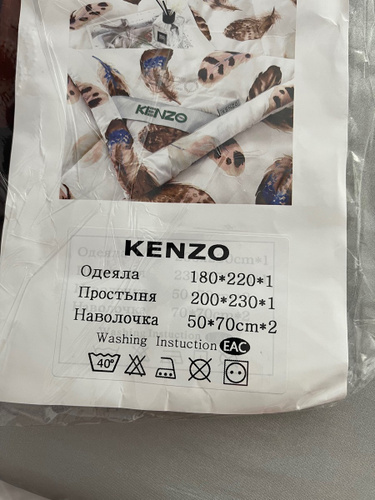 KENZO
KENZO
Одеяла 180*220*1
Простыня 200*230*1
Наволочка 50*70cm*2
Washing Instuction EAC
40°